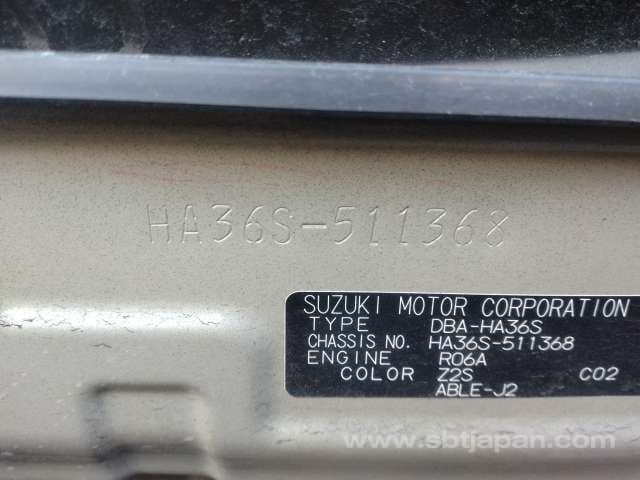 HA36S-511368
SUZUKI MOTOR CORPORATION
TYPE DBA-HA36S
CHASSIS NO. HA36S-511368
ENGINE R06A
COLOR Z2S C02
ABLE-J2
www.sbtjapan.com